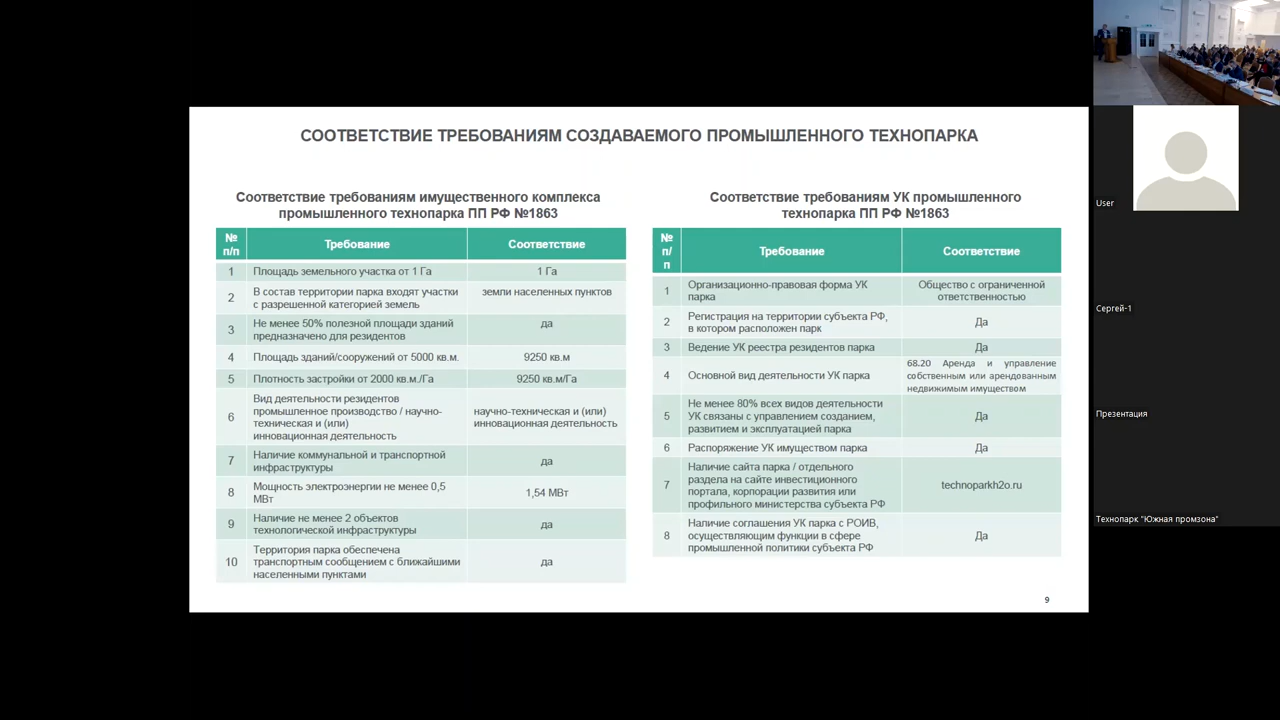 СООТВЕТСТВИЕ ТРЕБОВАНИЯМ СОЗДАВАЕМОГО ПРОМЫШЛЕННОГО ТЕХНОПАРКА
Соответствие требованиям имущественного комплекса
промышленного технопарка ПП РФ №1863
№
п/п
Требование
Соответствие
1
Площадь земельного участка от 1 Га
1 Га
2
В состав территории парка входят участки
с разрешенной категорией земель
земли населенных пунктов
3
Не менее 50% полезной площади зданий
предназначено для резидентов
да
4
Площадь зданий/сооружений от 5000 кв.м.
9250 кв.м
5
Плотность застройки от 2000 кв.м./Га
9250 кв.м/Га
6
Вид деятельности резидентов
промышленное производство / научно-
техническая и (или)
инновационная деятельность
научно-техническая и (или)
инновационная деятельность
7
Наличие коммунальной и транспортной
инфраструктуры
да
8
Мощность электроэнергии не менее 0,5
МВт
1,54 МВт
9
Наличие не менее 2 объектов
технологической инфраструктуры
да
10
Территория парка обеспечена
транспортным сообщением с ближайшими
населенными пунктами
да
Соответствие требованиям УК промышленного
технопарка ПП РФ №1863
№
п/
п
Требование
Соответствие
1
Организационно-правовая форма УК
парка
Общество с ограниченной
ответственностью
2
Регистрация на территории субъекта РФ,
в котором расположен парк
Да
3
Ведение УК реестра резидентов парка
Да
4
Основной вид деятельности УК парка
68.20 Аренда и управление
собственным или арендованным
недвижимым имуществом
5
Не менее 80% всех видов деятельности
УК связаны с управлением созданием,
развитием и эксплуатацией парка
Да
6
Распоряжение УК имуществом парка
Да
7
Наличие сайта парка / отдельного
раздела на сайте инвестиционного
портала, корпорации развития или
профильного министерства субъекта РФ
technoparkh2o.ru
8
Наличие соглашения УК парка с РОИВ,
осуществляющим функции в сфере
промышленной политики субъекта РФ
Да
9
User
Сергей-1
Презентация
Технопарк "Южная промзона"